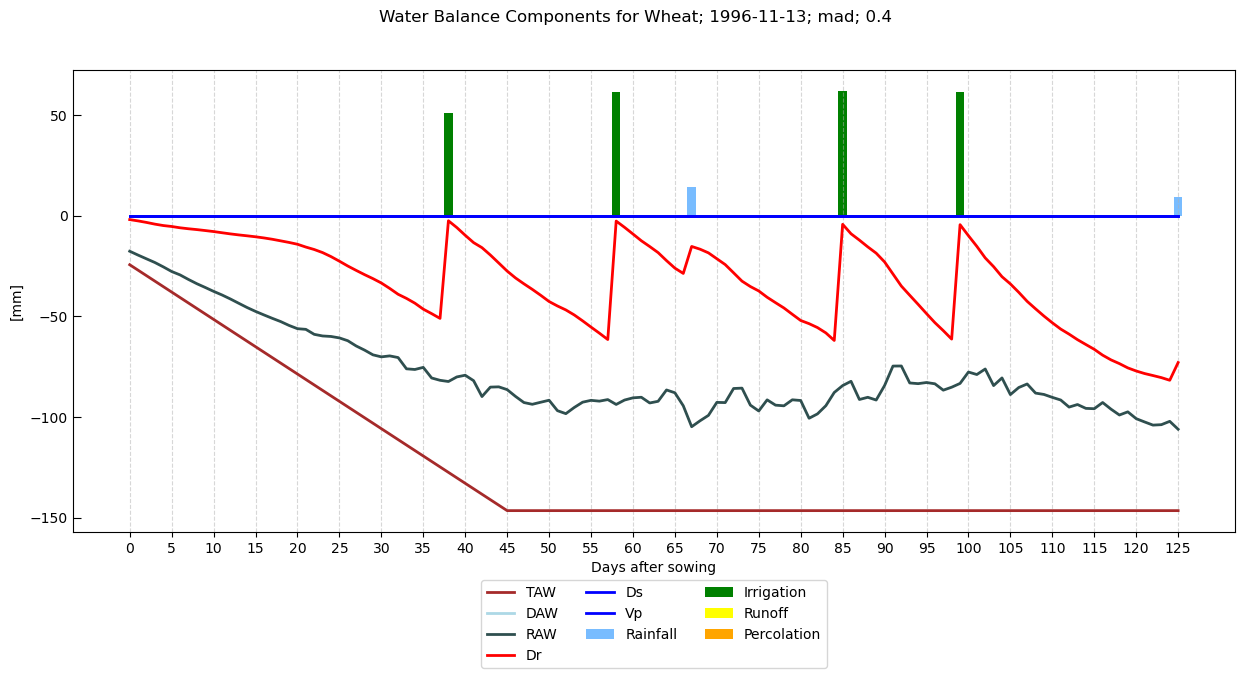 Water Balance Components for Wheat; 1996-11-13; mad; 0.4
50
0
−50
−100
−150
[mm]
0 5 10 15 20 25 30 35 40 45 50 55 60 65 70 75 80 85 90 95 100 105 110 115 120 125
Days after sowing
TAW Ds Irrigation
DAW Vp Runoff
RAW Rainfall Percolation
Dr